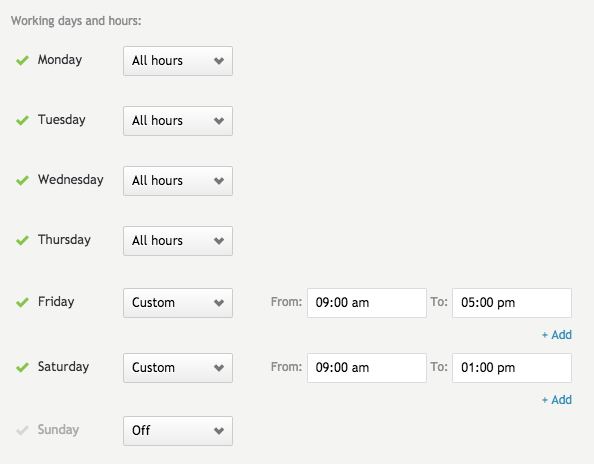 Working days and hours:
Monday All hours
Tuesday All hours
Wednesday All hours
Thursday All hours
Friday Custom From: 09:00 am To: 05:00 pm
+ Add
Saturday Custom From: 09:00 am To: 01:00 pm
+ Add
Sunday Off